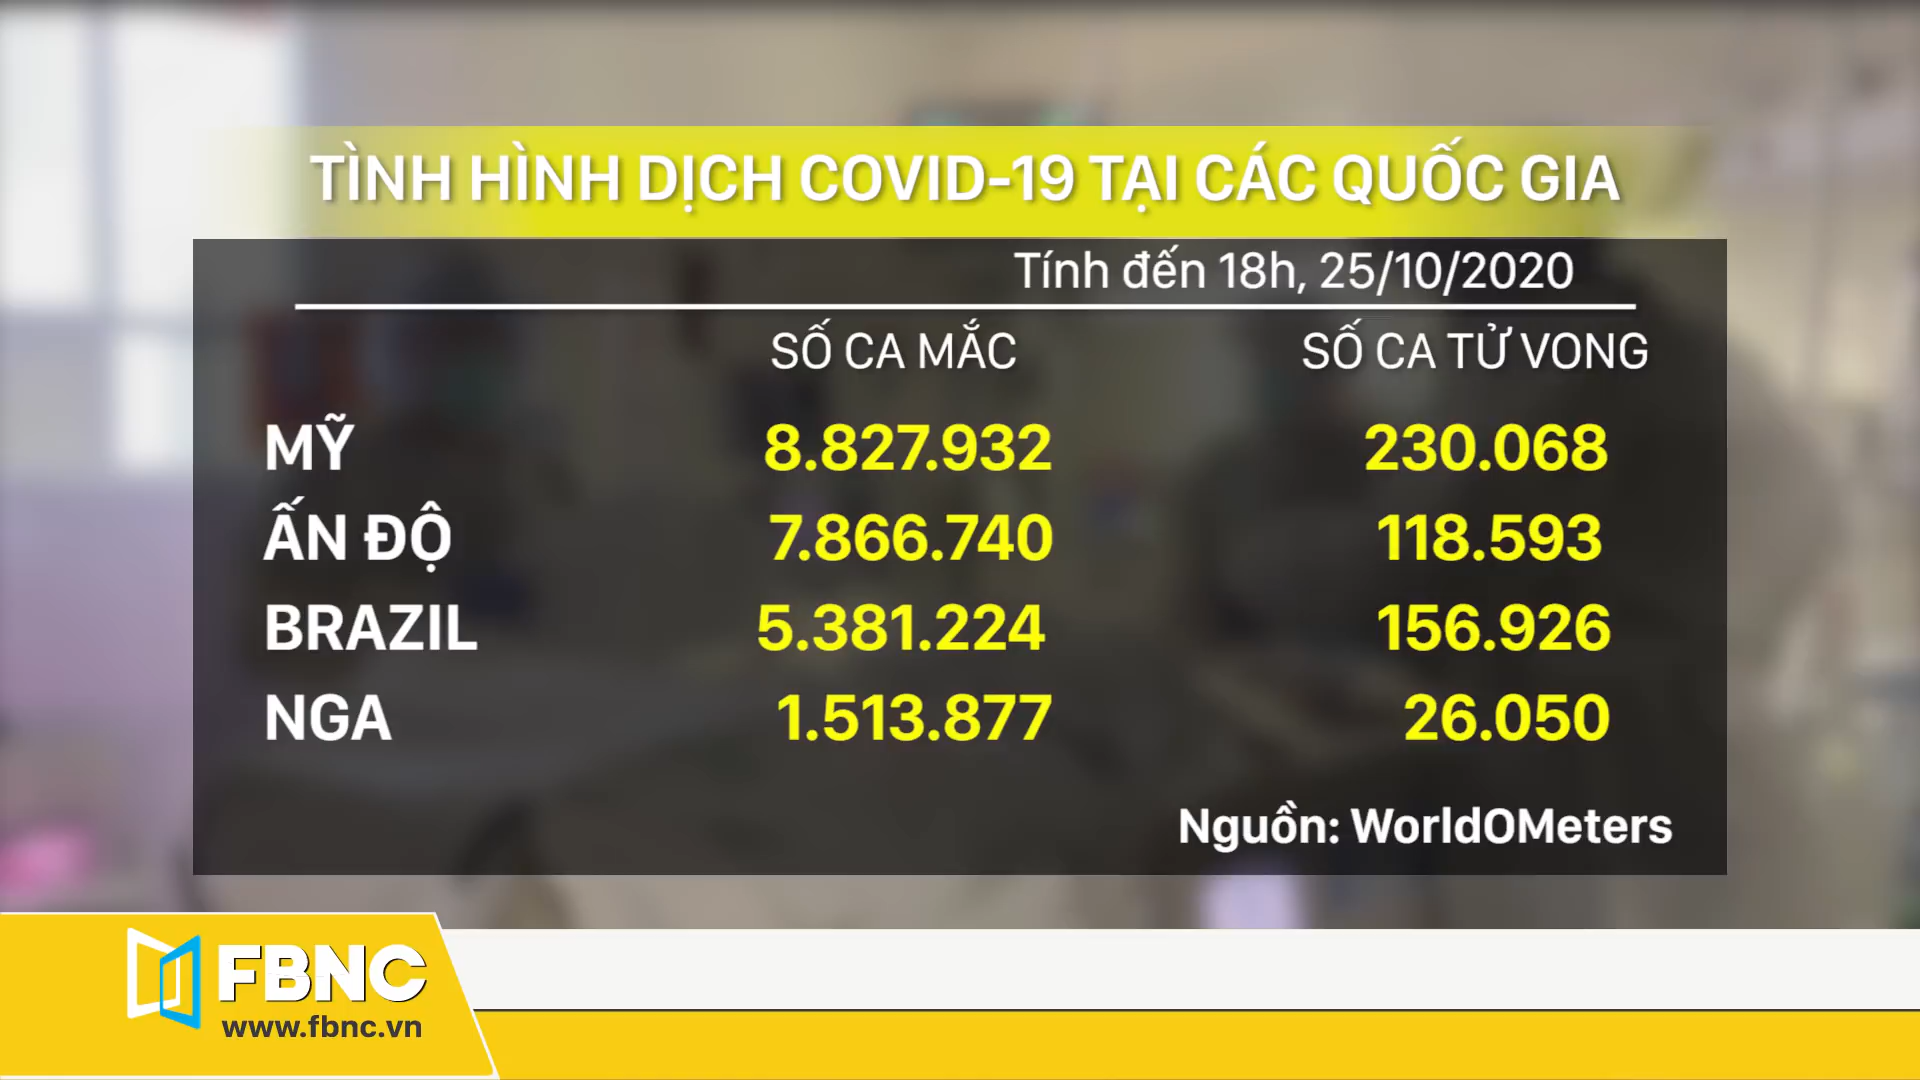 TÌNH HÌNH DỊCH COVID-19 TẠI CÁC QUỐC GIA
Tính đến 18h, 25/10/2020
SỐ CA MẮC SỐ CA TỬ VONG
MỸ 8.827.932 230.068
ẤN ĐỘ 7.866.740 118.593
BRAZIL 5.381.224 156.926
NGA 1.513.877 26.050
Nguồn: WorldOMeters
FBNC
www.fbnc.vn